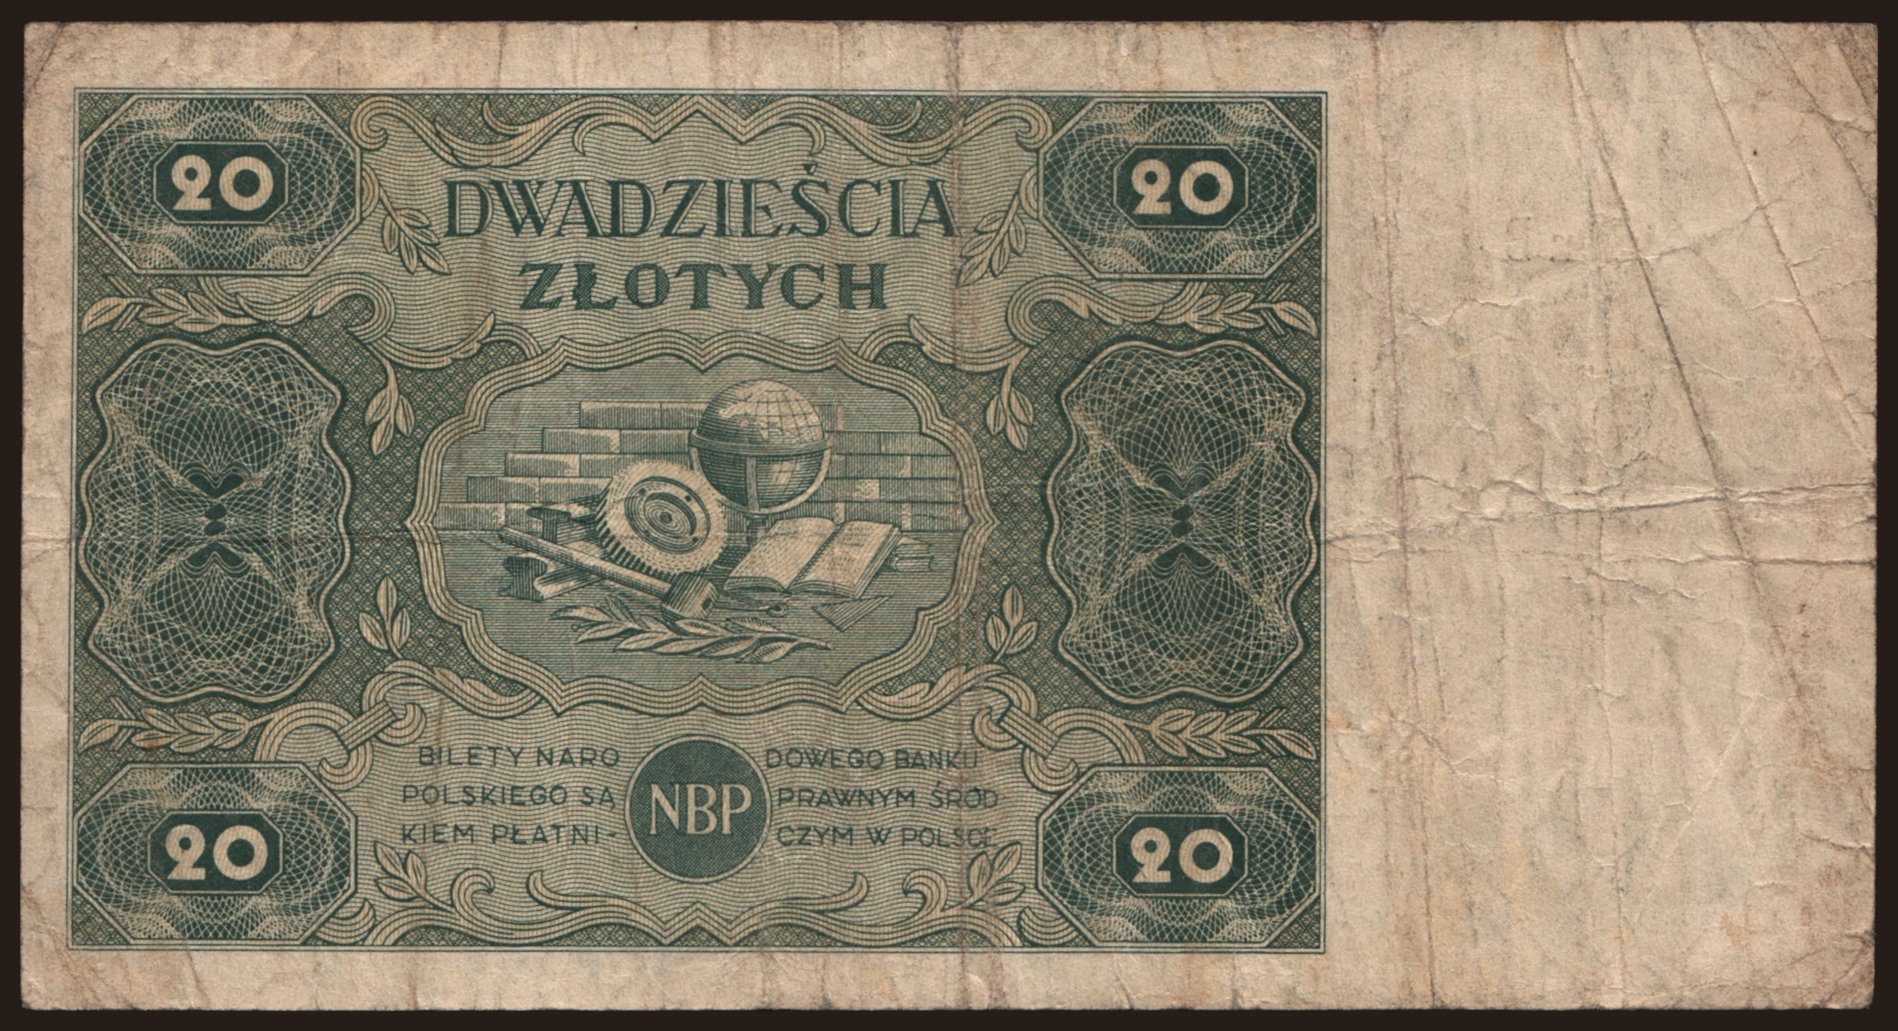 20 20
DWADZIEŚCIA
ZŁOTYCH
BILETY NARO DOWEGO BANKU
POLSKIEGO SĄ NBP PRAWNYM ŚROD
KIEM PŁATNI- CZYM W POLSCE
20 20